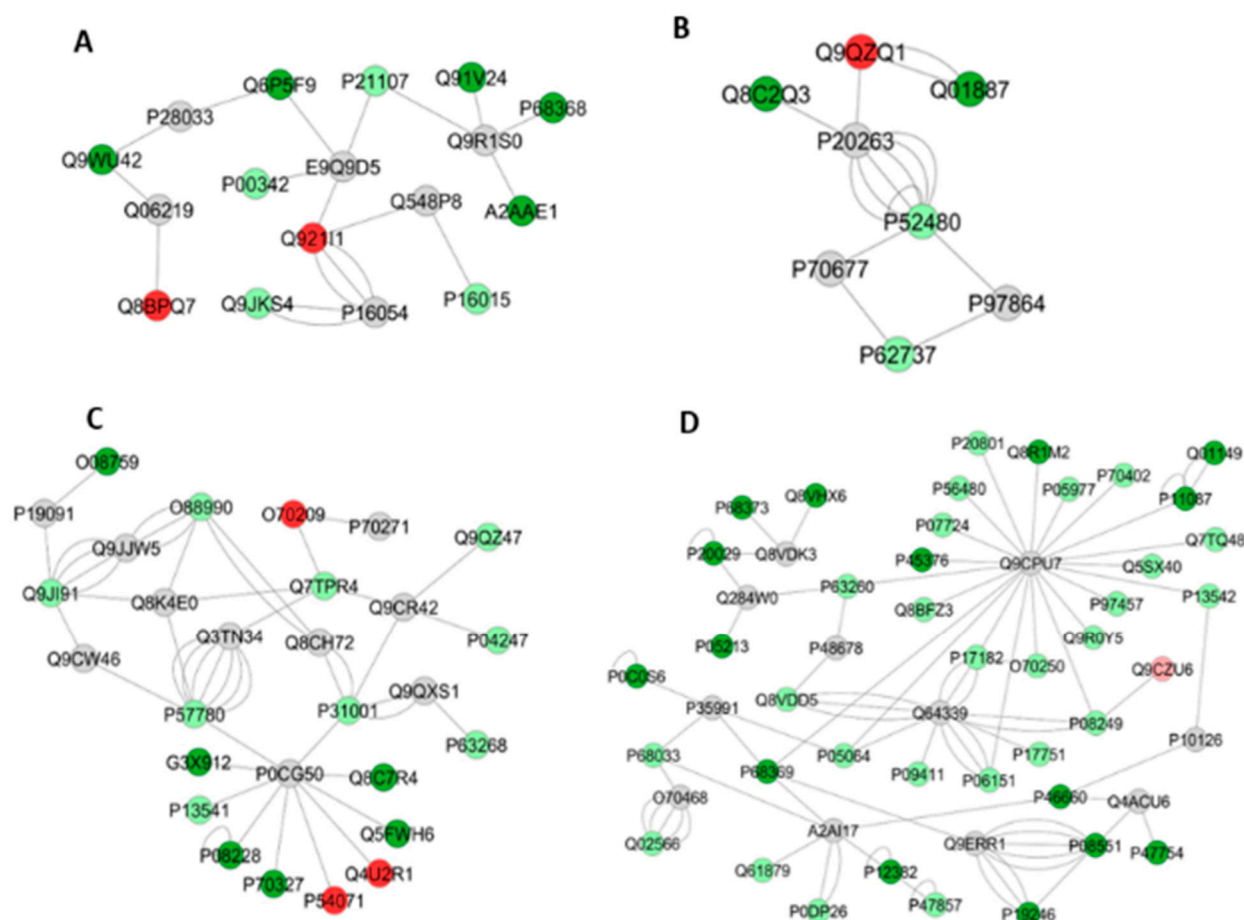 A
Q6P5F9
P21107
Q91V24
P68368
P28033
Q9R1S0
Q9WU42
E9Q9D5
P00342
Q548P8
Q06219
A2AAE1
Q921I1
Q8BPQ7
Q9JKS4
P16054
P16015
B
Q9QZQ1
Q8C2Q3
Q01887
P20263
P52480
P70677
P97864
P62737
C
O08759
P19091
O88990
O70209
P70271
Q9QZ47
Q9JJW5
Q9JI91
Q8K4E0
Q7TPR4
Q9CR42
Q3TN34
Q8CH72
P04247
Q9CW46
Q9QXS1
P57780
P31001
P63268
G3X912
P0CG50
Q8C7R4
P13541
Q5FWH6
P08228
Q4U2R1
P70327
P54071
D
P20801
Q8R1M2
Q01149
P56480
P05977
P70402
P11087
Q8VHX6
P68373
P07724
Q7TQ48
P20029
Q8VDK3
P45376
Q9CPU7
Q5SX40
Q284W0
P63260
Q8BFZ3
P97457
P13542
P05213
P48678
Q9R0Y5
P17182
O70250
Q9CZU6
P0C0S6
Q8VDD5
P35991
Q64339
P08249
P68033
P05064
P17751
P10126
P68369
P09411
P06151
O70468
P46660
Q4ACU6
Q02566
A2AI17
Q9ERR1
P08551
P47754
Q61879
P12382
P0DP26
P47857
P19246